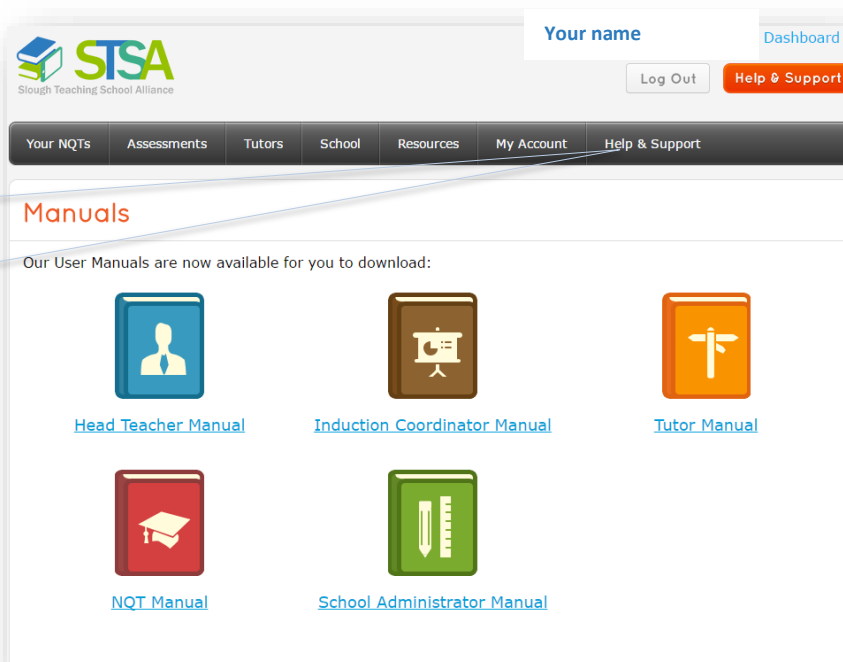 Your name
Dashboard
STSA
Slough Teaching School Alliance
Log Out
Help & Support
Your NQTs Assessments Tutors School Resources My Account Help & Support
Manuals
Our User Manuals are now available for you to download:
Head Teacher Manual Induction Coordinator Manual Tutor Manual
NQT Manual School Administrator Manual